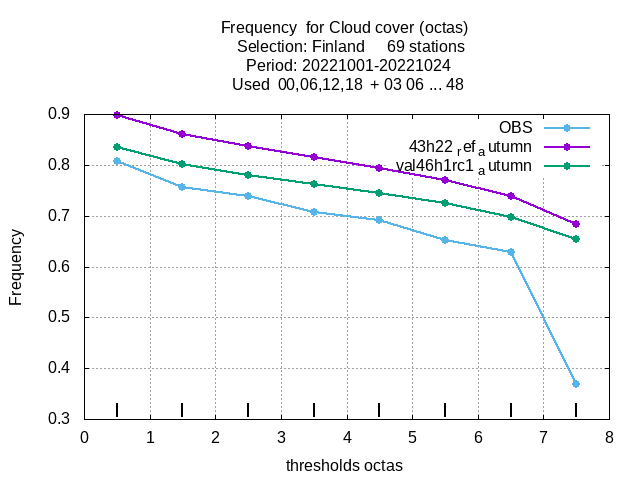 Frequency for Cloud cover (octas)
Selection: Finland 69 stations
Period: 20221001-20221024
Used 00,06,12,18 + 03 06 ... 48
OBS
43h22 ref autumn
val46h1rc1 autumn
Frequency
0.9
0.8
0.7
0.6
0.5
0.4
0.3
0 1 2 3 4 5 6 7 8
thresholds octas